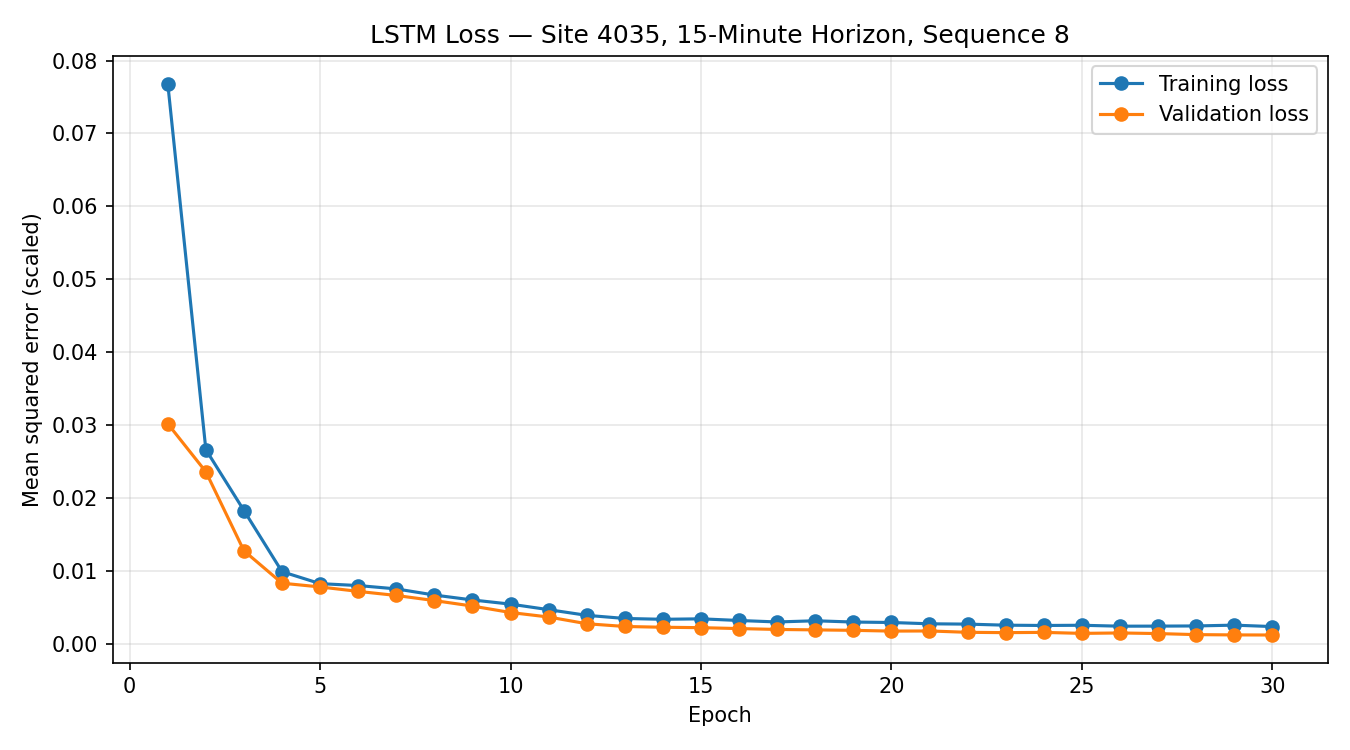 LSTM Loss — Site 4035, 15-Minute Horizon, Sequence 8
Training loss
Validation loss
Mean squared error (scaled)
0.08
0.07
0.06
0.05
0.04
0.03
0.02
0.01
0.00
0 5 10 15 20 25 30
Epoch